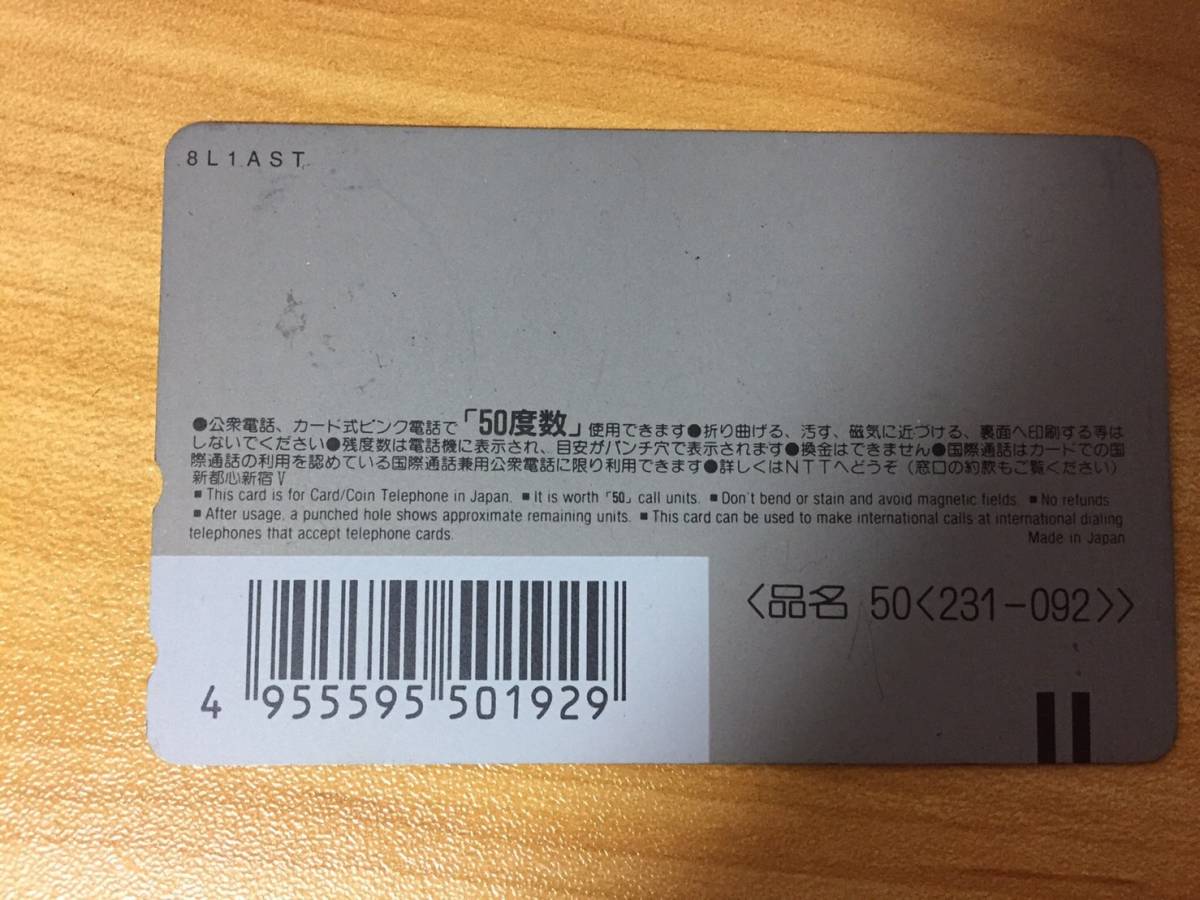 8L1AST
●公衆電話、カード式ピンク電話で「50度数」使用できます●折り曲げる、汚す、磁気に近づける、裏面へ印刷する等は
しないでください●残度数は電話機に表示され、目安がパンチ穴で表示されます●換金はできません●国際通話はカードでの国
際通話の利用を認めている国際通話兼用公衆電話に限り利用できます●詳しくはNTTへどうぞ(窓口の約款もご覧ください)
新都心新宿V
■ This card is for Card/Coin Telephone in Japan. ■ It is worth「50」call units. ■ Don't bend or stain and avoid magnetic fields. ■ No refunds
■ After usage, a punched hole shows approximate remaining units. ■ This card can be used to make international calls at international dialing
telephones that accept telephone cards.
Made in Japan
〈品名 50〈231-092〉〉
4 955595 501929